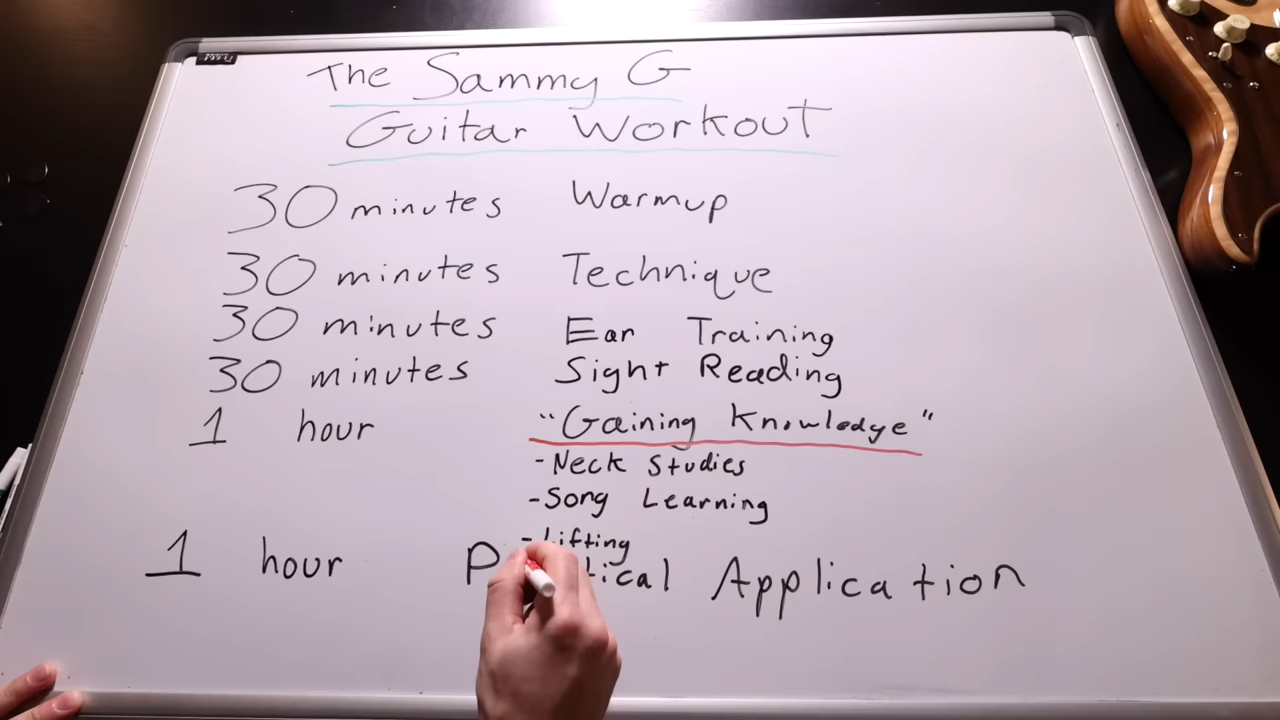 The Sammy G
Guitar Workout
30 minutes Warmup
30 minutes Technique
30 minutes Ear Training
30 minutes Sight Reading
1 hour "Gaining Knowledge"
- Neck Studies
- Song Learning
- Lifting
1 hour Application